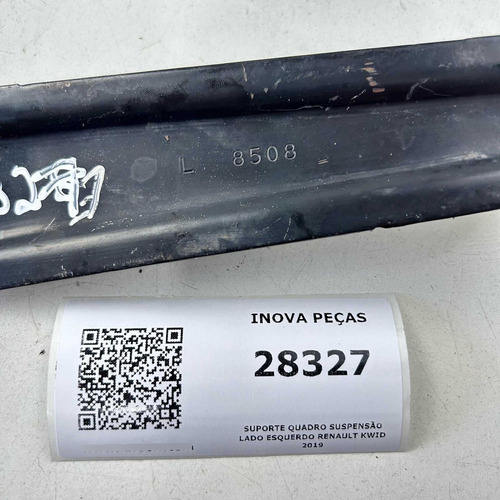 L 8508
INOVA PEÇAS
28327
SUPORTE QUADRO SUSPENSÃO
LADO ESQUERDO RENAULT KWID
2019